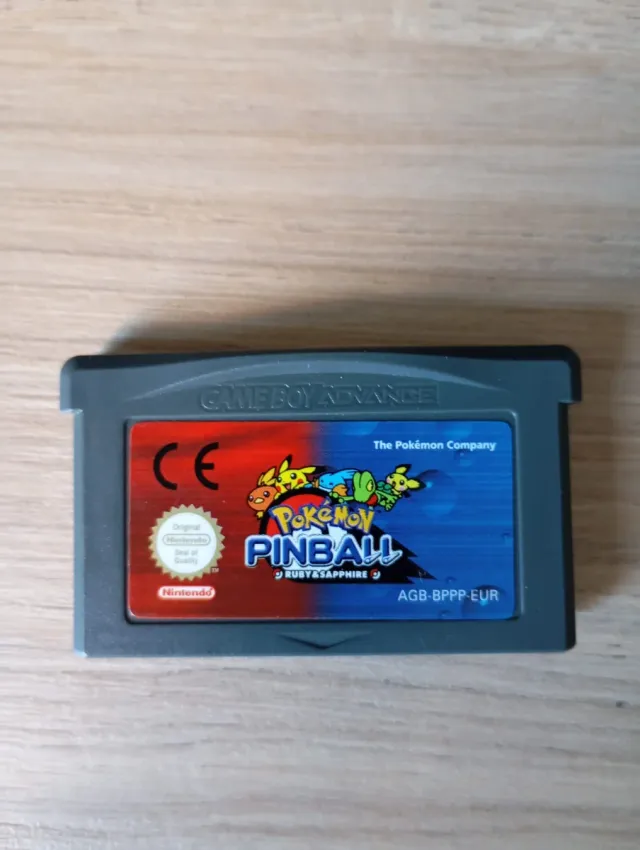 GAME BOY ADVANCE
CE
The Pokémon Company
Original
Nintendo
Seal of
Quality
TM
Nintendo
POKéMON
PINBALL
RUBY & SAPPHIRE
AGB-BPPP-EUR